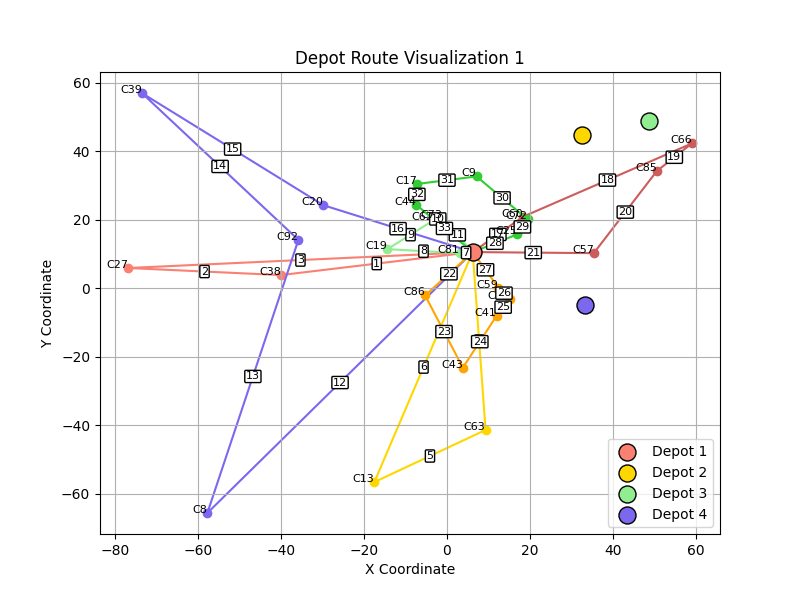 Depot Route Visualization 1
Y Coordinate
60
40
20
0
−20
−40
−60
C39
15
14
C20
C92
16
9
C27
2
3
C38
1
C19
8
C81
7
C17
31
C9
32
C44
30
C73
10
33
11
29
28
C66
19
C85
18
20
C57
21
22
27
C86
C59
26
25
C41
23
24
C43
6
12
13
C63
5
C13
C8
Depot 1
Depot 2
Depot 3
Depot 4
−80
−60
−40
−20
0
20
40
60
X Coordinate